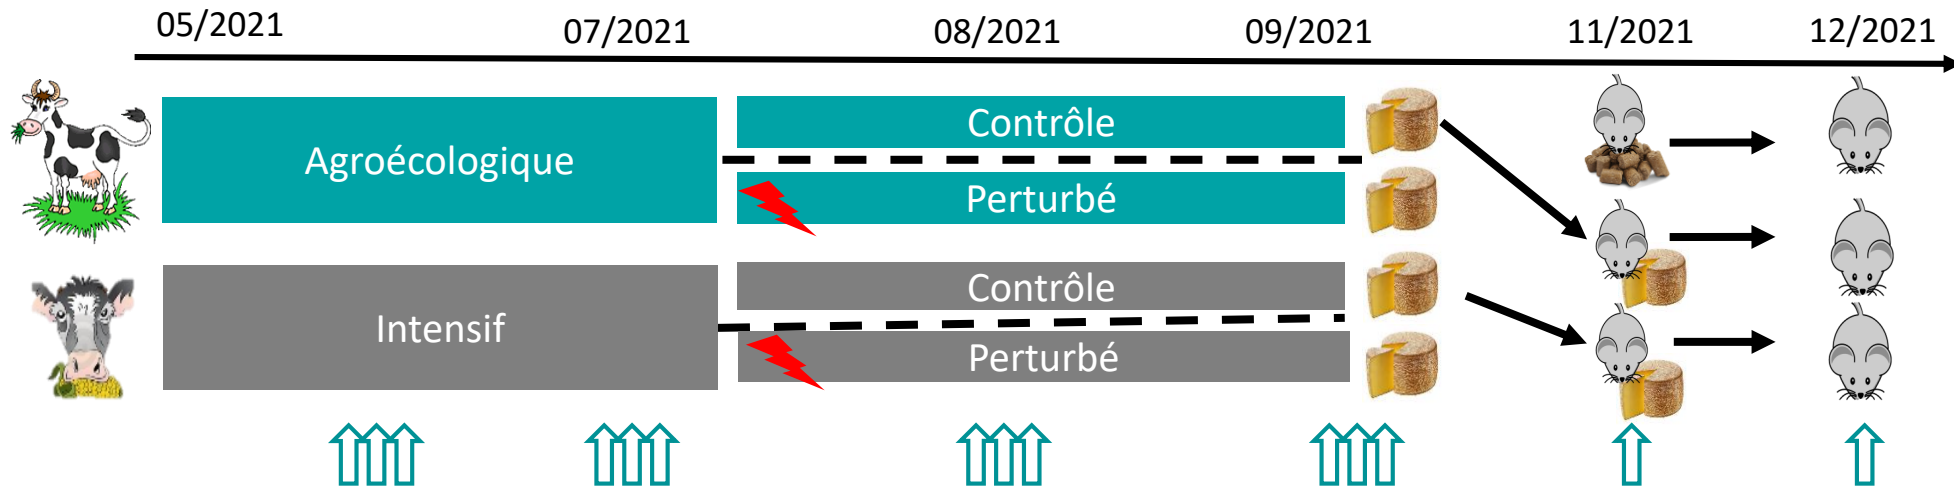 05/2021
07/2021
08/2021
09/2021
11/2021
12/2021
Agroécologique
Contrôle
Perturbé
Intensif
Contrôle
Perturbé